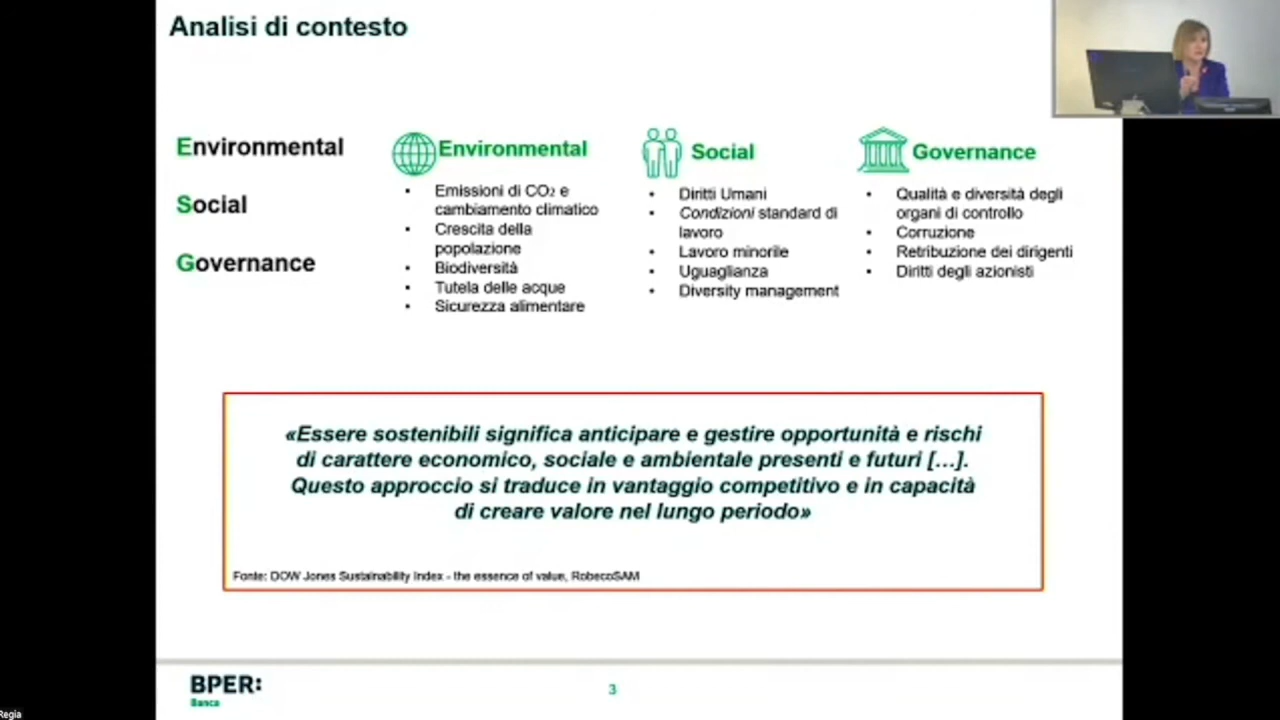 Analisi di contesto
Environmental
Social
Governance
Environmental
Emissioni di CO₂ e
cambiamento climatico
Crescita della
popolazione
Biodiversità
Tutela delle acque
Sicurezza alimentare
Social
Diritti Umani
Condizioni standard di
lavoro
Lavoro minorile
Uguaglianza
Diversity management
Governance
Qualità e diversità degli
organi di controllo
Corruzione
Retribuzione dei dirigenti
Diritti degli azionisti
«Essere sostenibili significa anticipare e gestire opportunità e rischi
di carattere economico, sociale e ambientale presenti e futuri […].
Questo approccio si traduce in vantaggio competitivo e in capacità
di creare valore nel lungo periodo»
Fonte: DOW Jones Sustainability Index - the essence of value, RobecoSAM
BPER:
Banca
3
Regia